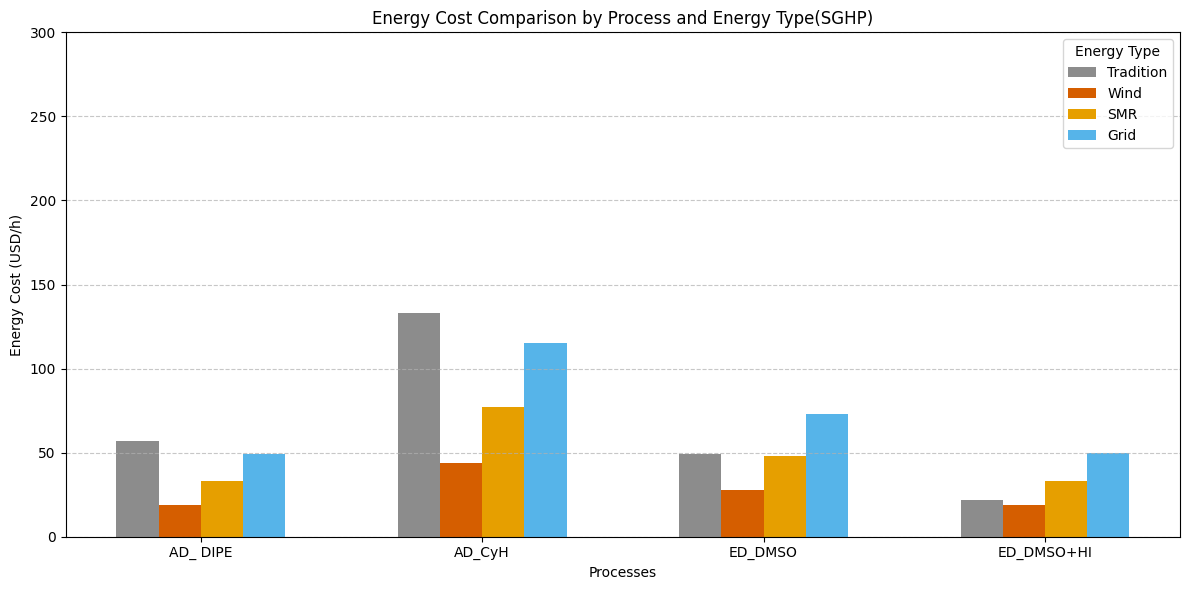 Energy Cost Comparison by Process and Energy Type(SGHP)
Energy Type
Tradition
Wind
SMR
Grid
Energy Cost (USD/h)
300
250
200
150
100
50
0
AD_ DIPE
AD_CyH
ED_DMSO
ED_DMSO+HI
Processes